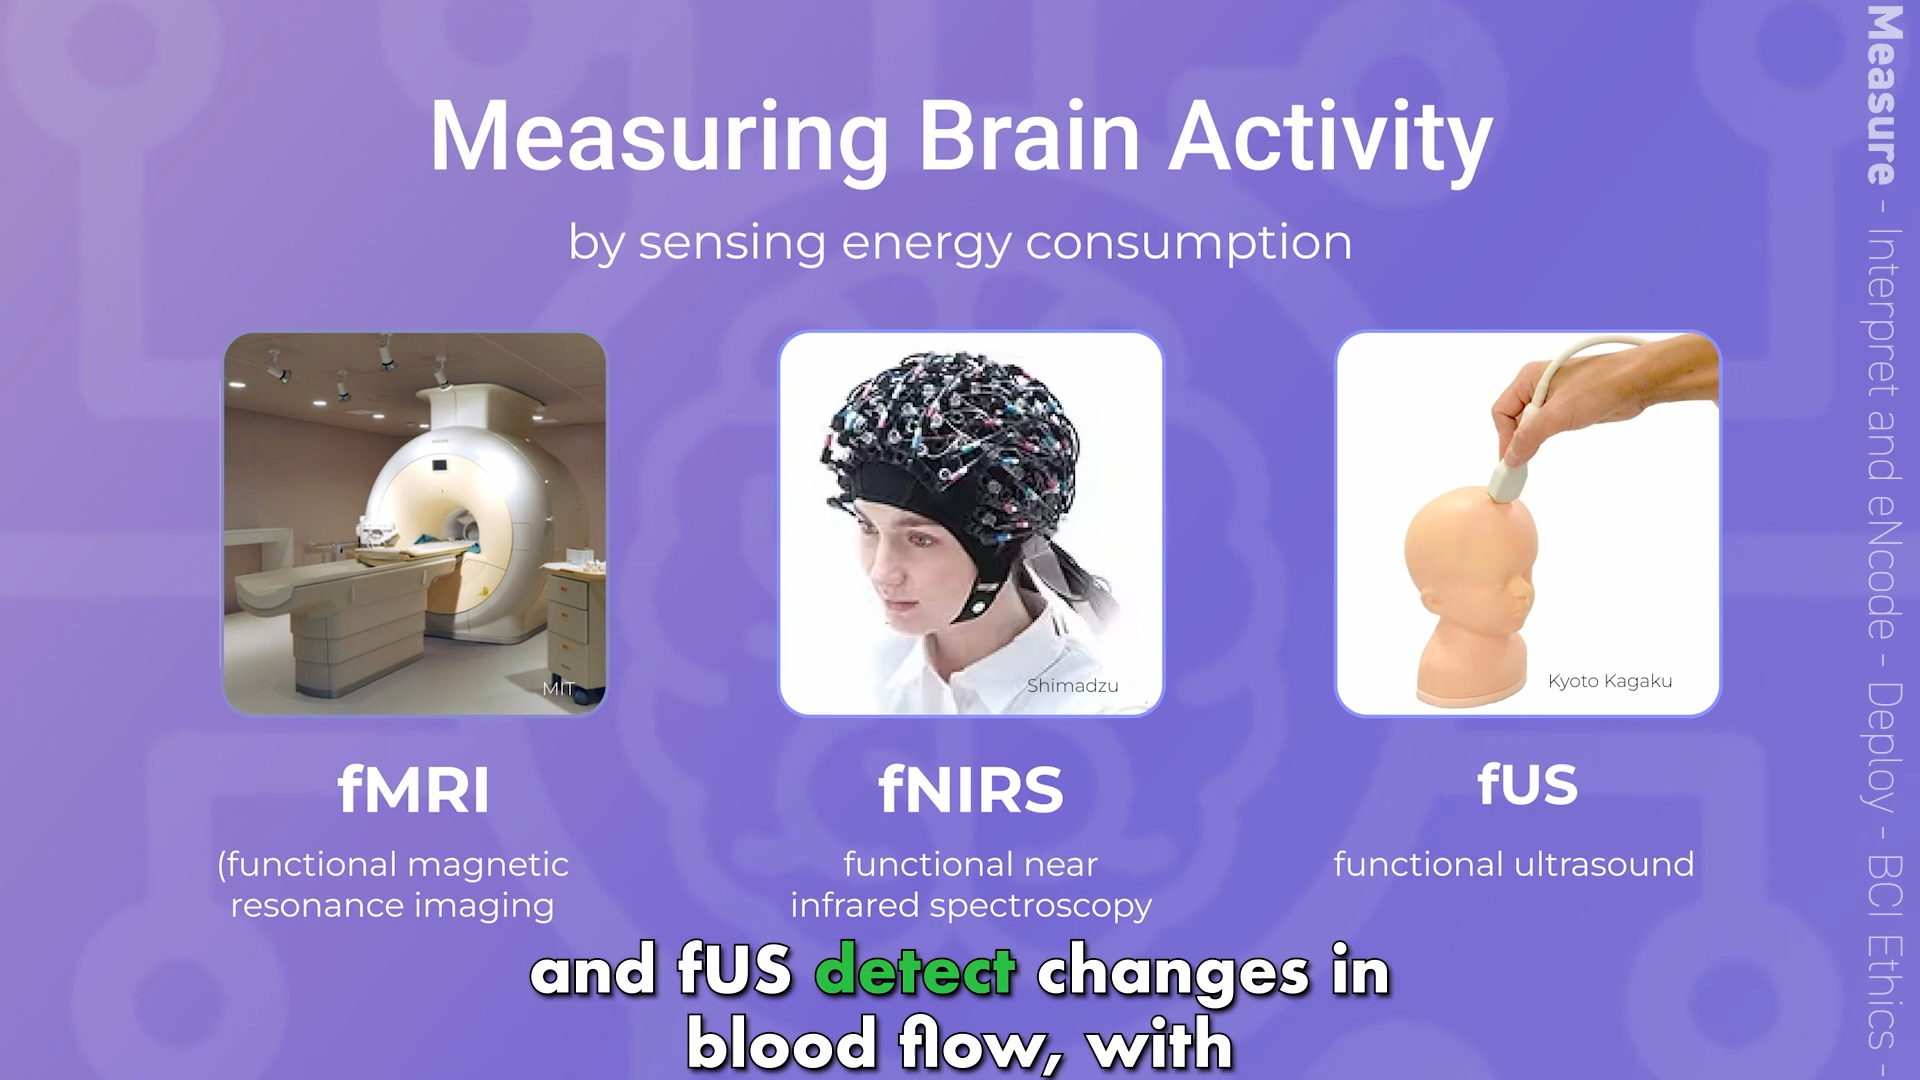 Measuring Brain Activity
by sensing energy consumption
MIT
Shimadzu
Kyoto Kagaku
fMRI
(functional magnetic
resonance imaging
fNIRS
functional near
infrared spectroscopy
fUS
functional ultrasound
and fUS detect changes in
blood flow, with
Measure - Interpret and eNcode - Deploy - BCI Ethics -